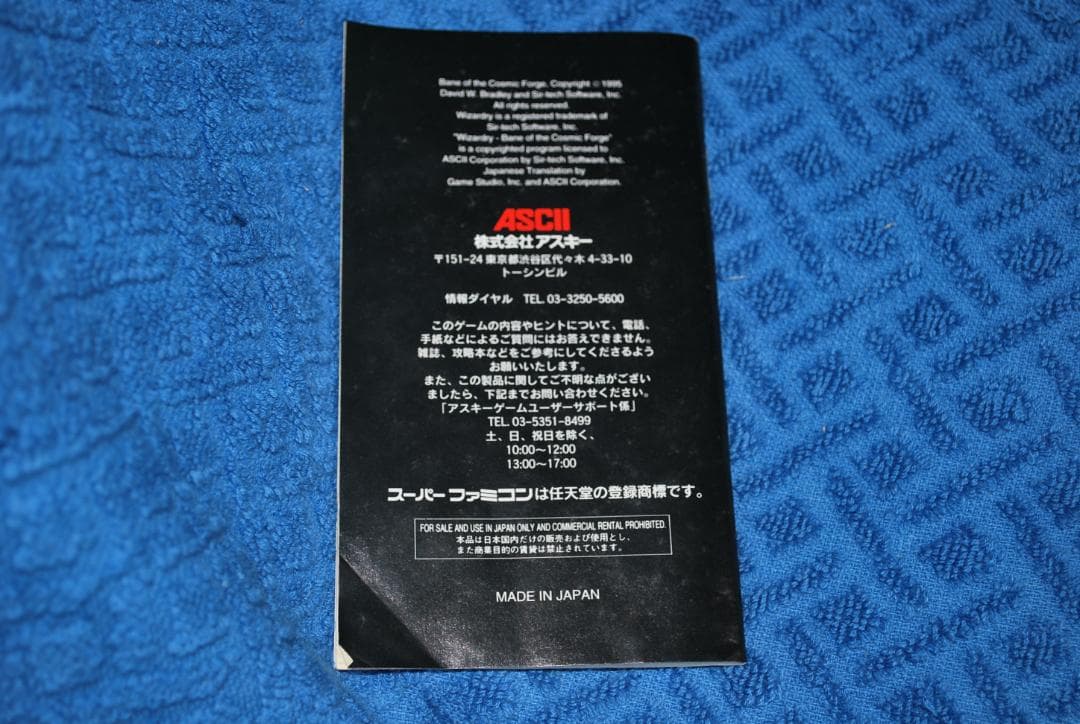 Bane of the Cosmic Forge, Copyright © 1995
David W. Bradley and Sir-tech Software, Inc.
All rights reserved.
Wizardry is a registered trademark of
Sir-tech Software, Inc.
"Wizardry - Bane of the Cosmic Forge"
is a copyrighted program licensed to
ASCII Corporation by Sir-tech Software, Inc.
Japanese Translation by
Game Studio, Inc. and ASCII Corporation.
ASCII
株式会社アスキー
〒151-24 東京都渋谷区代々木 4-33-10
トーシンビル
情報ダイヤル TEL. 03-3250-5600
このゲームの内容やヒントについて、電話、
手紙などによるご質問にはお答えできません。
雑誌、攻略本などをご参考にしてくださるよう
お願いいたします。
また、この製品に関してご不明な点がござい
ましたら、下記までお問い合わせください。
「アスキーゲームユーザーサポート係」
TEL. 03-5351-8499
土、日、祝日を除く、
10:00〜12:00
13:00〜17:00
スーパーファミコンは任天堂の登録商標です。
FOR SALE AND USE IN JAPAN ONLY AND COMMERCIAL RENTAL PROHIBITED.
本品は日本国内だけの販売および使用とし、
また商業目的の賃貸は禁止されています。
MADE IN JAPAN